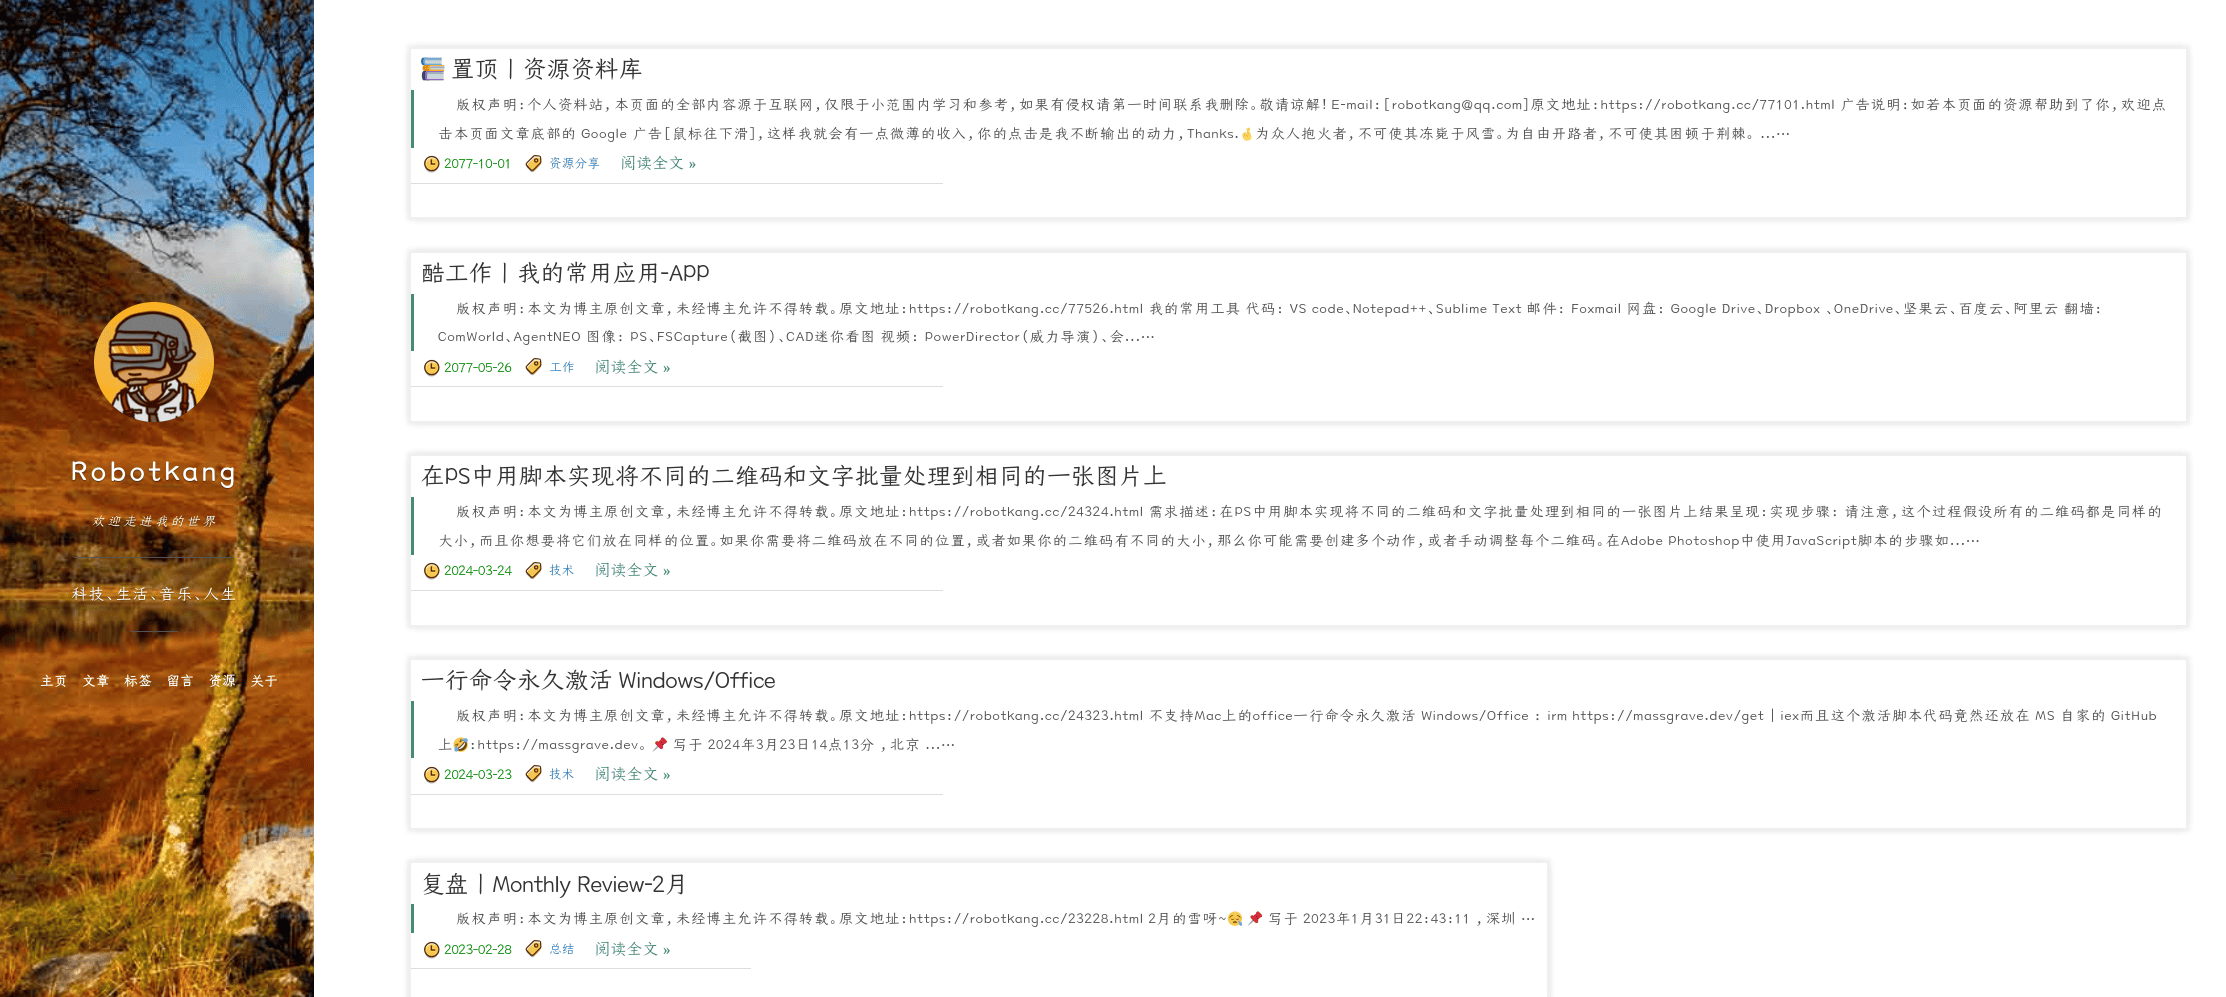 Robotkang
欢迎走进我的世界
科技、生活、音乐、人生
主页 文章 标签 留言 资源 关于
置顶丨资源资料库
版权声明:个人资料站,本页面的全部内容源于互联网,仅限于小范围内学习和参考,如果有侵权请第一时间联系我删除。敬请谅解! E-mail:[robotkang@qq.com]原文地址:https://robotkang.cc/77101.html 广告说明:如若本页面的资源帮助到了你,欢迎点
击本页面文章底部的 Google 广告[鼠标往下滑],这样我就会有一点微薄的收入,你的点击是我不断输出的动力,Thanks.🤞为众人抱火者,不可使其冻毙于风雪。为自由开路者,不可使其困顿于荆棘。 ...…
2077-10-01 资源分享 阅读全文 »
酷工作丨我的常用应用-APP
版权声明:本文为博主原创文章,未经博主允许不得转载。原文地址:https://robotkang.cc/77526.html 我的常用工具 代码: VS code、Notepad++、Sublime Text 邮件: Foxmail 网盘: Google Drive、Dropbox 、OneDrive、坚果云、百度云、阿里云 翻墙:
ComWorld、AgentNEO 图像: PS、FSCapture(截图)、CAD迷你看图 视频: PowerDirector(威力导演)、会...…
2077-05-26 工作 阅读全文 »
在PS中用脚本实现将不同的二维码和文字批量处理到相同的一张图片上
版权声明:本文为博主原创文章,未经博主允许不得转载。原文地址:https://robotkang.cc/24324.html 需求描述:在PS中用脚本实现将不同的二维码和文字批量处理到相同的一张图片上结果呈现:实现步骤: 请注意,这个过程假设所有的二维码都是同样的
大小,而且你想要将它们放在同样的位置。如果你需要将二维码放在不同的位置,或者如果你的二维码有不同的大小,那么你可能需要创建多个动作,或者手动调整每个二维码。在Adobe Photoshop中使用JavaScript脚本的步骤如...…
2024-03-24 技术 阅读全文 »
一行命令永久激活 Windows/Office
版权声明:本文为博主原创文章,未经博主允许不得转载。原文地址:https://robotkang.cc/24323.html 不支持Mac上的office一行命令永久激活 Windows/Office : irm https://massgrave.dev/get | iex而且这个激活脚本代码竟然还放在 MS 自家的 GitHub
上🤣:https://massgrave.dev。 📌 写于 2024年3月23日14点13分 ,北京 ...…
2024-03-23 技术 阅读全文 »
复盘丨Monthly Review-2月
版权声明:本文为博主原创文章,未经博主允许不得转载。原文地址:https://robotkang.cc/23228.html 2月的雪呀~😪 📌 写于 2023年1月31日22:43:11 ,深圳 …
2023-02-28 总结 阅读全文 »